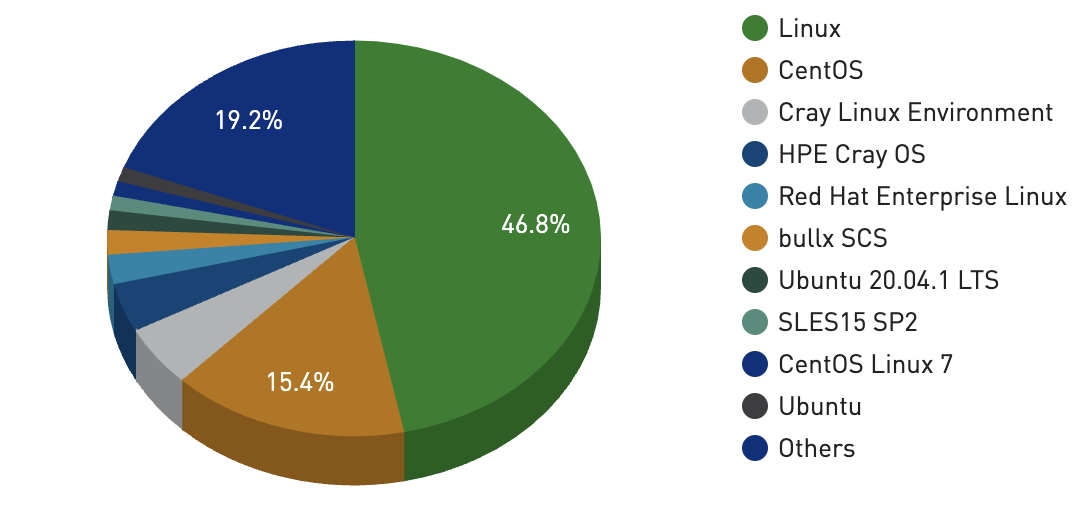 19.2%
46.8%
15.4%
Linux
CentOS
Cray Linux Environment
HPE Cray OS
Red Hat Enterprise Linux
bullx SCS
Ubuntu 20.04.1 LTS
SLES15 SP2
CentOS Linux 7
Ubuntu
Others